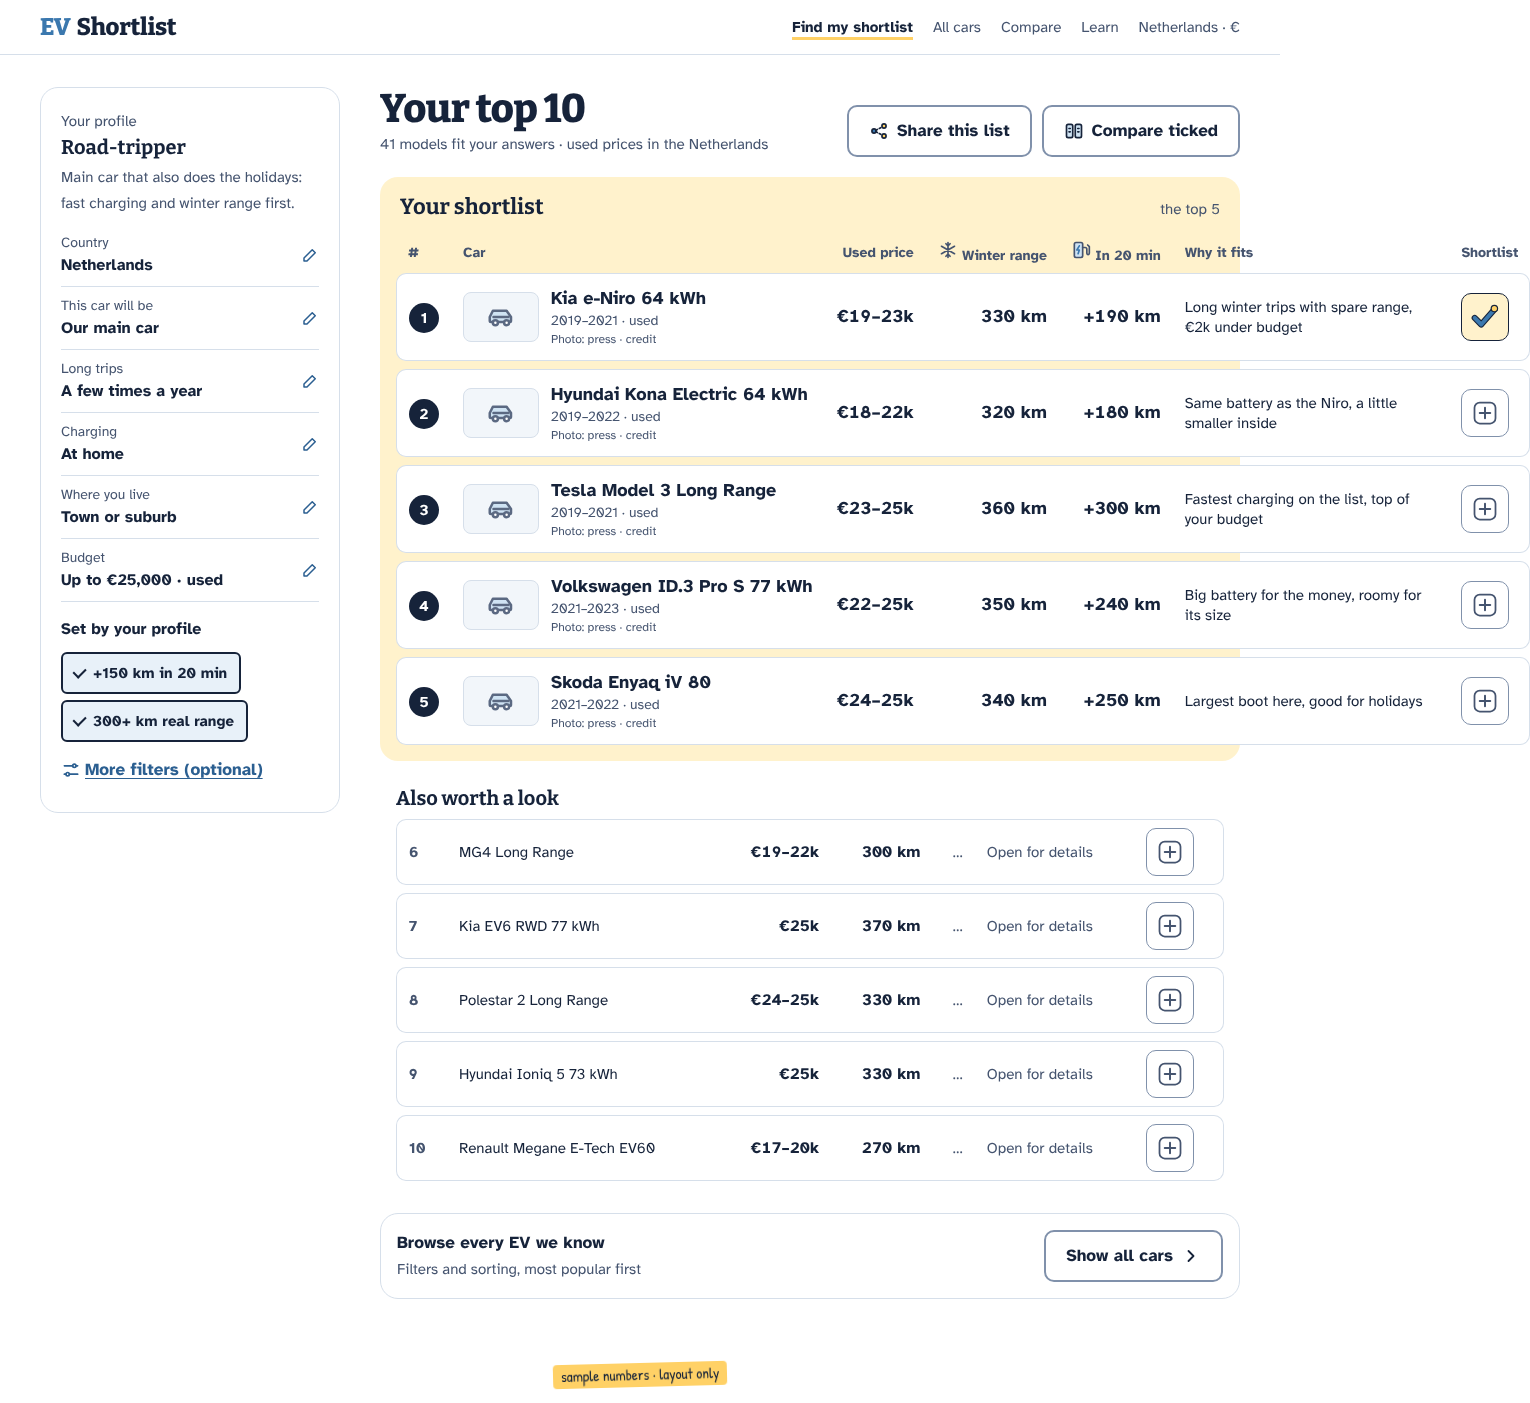 EV Shortlist
Find my shortlist All cars Compare Learn Netherlands · €
Your profile
Road-tripper
Main car that also does the holidays:
fast charging and winter range first.
Country
Netherlands
This car will be
Our main car
Long trips
A few times a year
Charging
At home
Where you live
Town or suburb
Budget
Up to €25,000 · used
Set by your profile
+150 km in 20 min
300+ km real range
More filters (optional)
Your top 10
41 models fit your answers · used prices in the Netherlands
Share this list
Compare ticked
Your shortlist the top 5
# Car Used price Winter range In 20 min Why it fits Shortlist
1 Kia e-Niro 64 kWh
2019–2021 · used
Photo: press · credit
€19–23k 330 km +190 km
Long winter trips with spare range,
€2k under budget
2 Hyundai Kona Electric 64 kWh
2019–2022 · used
Photo: press · credit
€18–22k 320 km +180 km
Same battery as the Niro, a little
smaller inside
3 Tesla Model 3 Long Range
2019–2021 · used
Photo: press · credit
€23–25k 360 km +300 km
Fastest charging on the list, top of
your budget
4 Volkswagen ID.3 Pro S 77 kWh
2021–2023 · used
Photo: press · credit
€22–25k 350 km +240 km
Big battery for the money, roomy for
its size
5 Skoda Enyaq iV 80
2021–2022 · used
Photo: press · credit
€24–25k 340 km +250 km
Largest boot here, good for holidays
Also worth a look
6 MG4 Long Range €19–22k 300 km ... Open for details
7 Kia EV6 RWD 77 kWh €25k 370 km ... Open for details
8 Polestar 2 Long Range €24–25k 330 km ... Open for details
9 Hyundai Ioniq 5 73 kWh €25k 330 km ... Open for details
10 Renault Megane E-Tech EV60 €17–20k 270 km ... Open for details
Browse every EV we know
Filters and sorting, most popular first
Show all cars
sample numbers · layout only